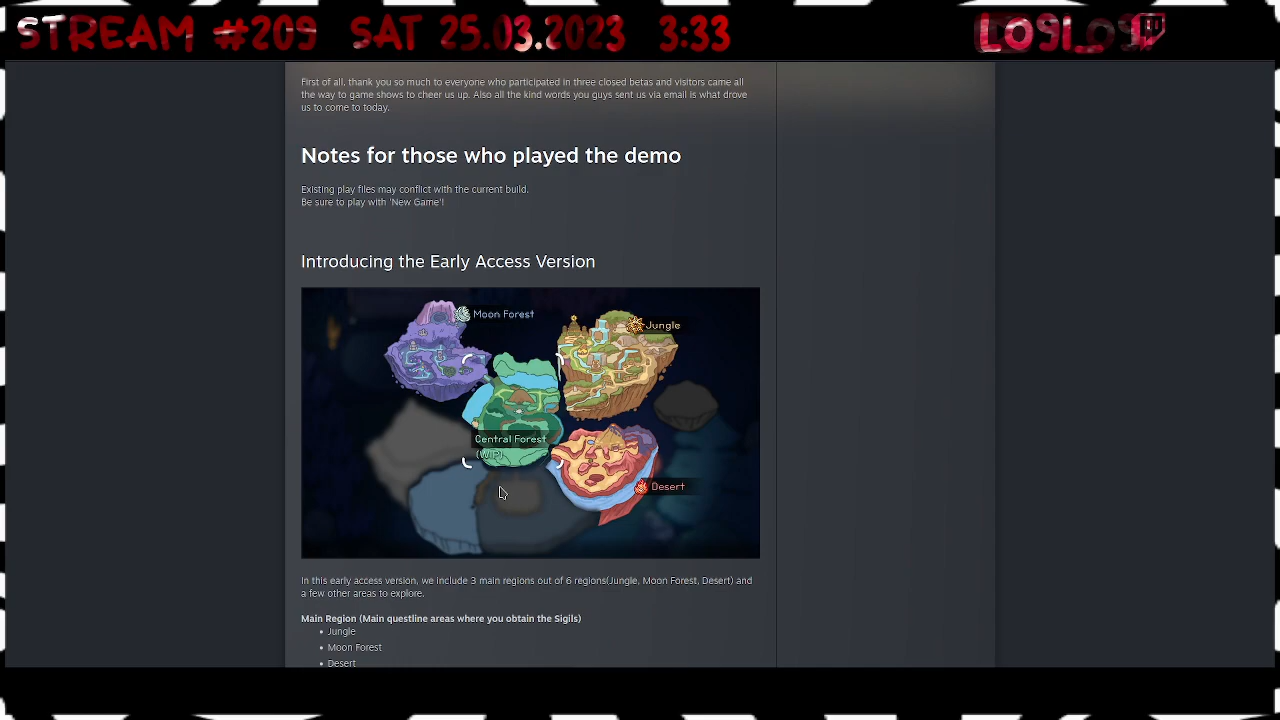 STREAM #209 SAT 25.03.2023 3:33
LO9LO9
First of all, thank you so much to everyone who participated in three closed betas and visitors came all
the way to game shows to cheer us up. Also all the kind words you guys sent us via email is what drove
us to come to today.
Notes for those who played the demo
Existing play files may conflict with the current build.
Be sure to play with 'New Game'!
Introducing the Early Access Version
Moon Forest
Jungle
Central Forest
(WIP)
Desert
In this early access version, we include 3 main regions out of 6 regions(Jungle, Moon Forest, Desert) and
a few other areas to explore.
Main Region (Main questline areas where you obtain the Sigils)
• Jungle
• Moon Forest
• Desert